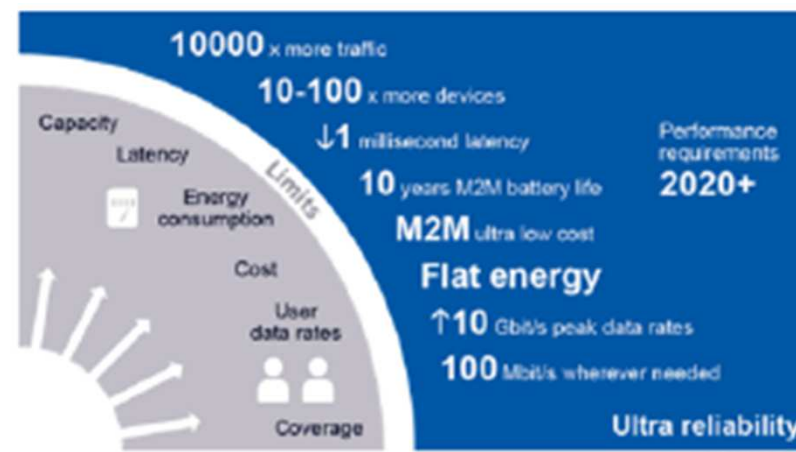 10000 x more traffic
10-100 x more devices
↓1 millisecond latency
10 years M2M battery life
M2M ultra low cost
Flat energy
↑10 Gbit/s peak data rates
100 Mbit/s wherever needed
Ultra reliability
Performance
requirements
2020+
Limits
Capacity
Latency
Energy
consumption
Cost
User
data rates
Coverage